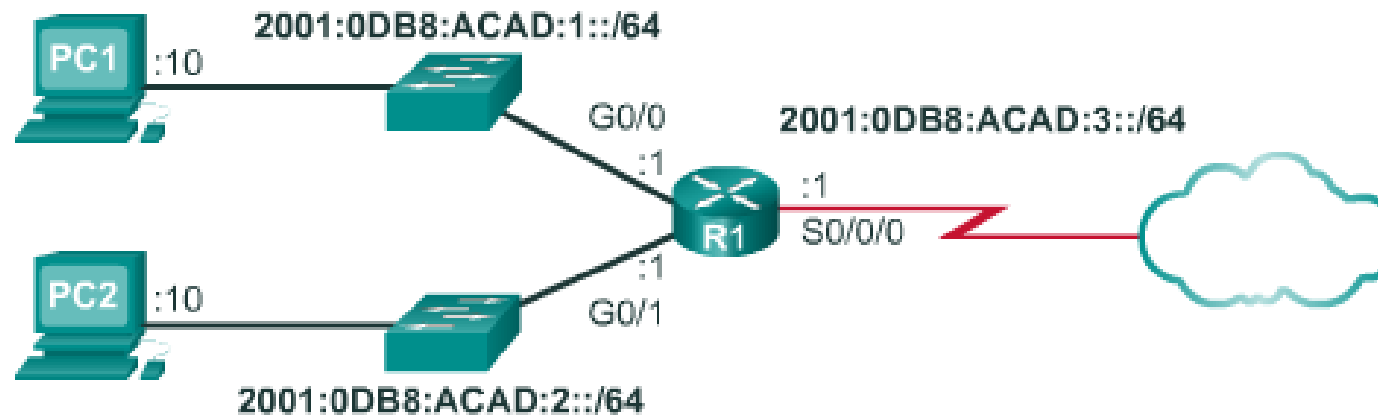 2001:0DB8:ACAD:1::/64
PC1
:10
G0/0
:1
2001:0DB8:ACAD:3::/64
:1
R1
S0/0/0
PC2
:10
:1
G0/1
2001:0DB8:ACAD:2::/64